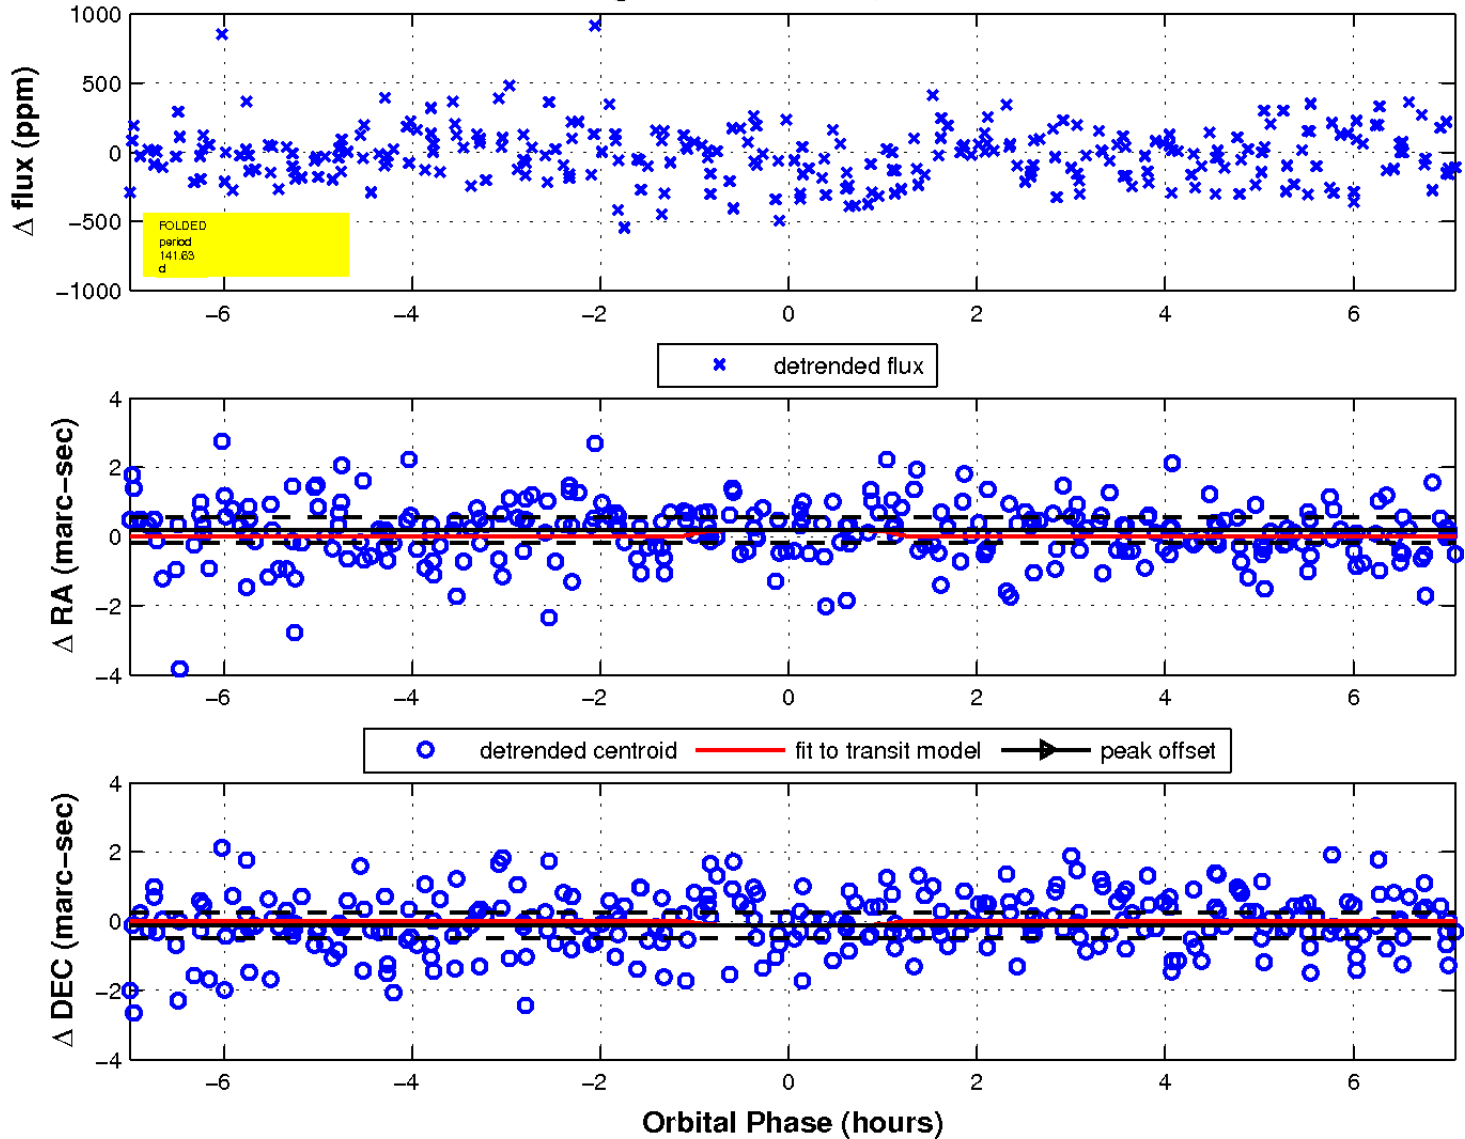 1000
500
0
−500
−1000
Δ flux (ppm)
FOLDED
period
141.63
d
−6 −4 −2 0 2 4 6
detrended flux
4
2
0
−2
−4
Δ RA (marc−sec)
−6 −4 −2 0 2 4 6
detrended centroid fit to transit model peak offset
4
2
0
−2
−4
Δ DEC (marc−sec)
−6 −4 −2 0 2 4 6
Orbital Phase (hours)